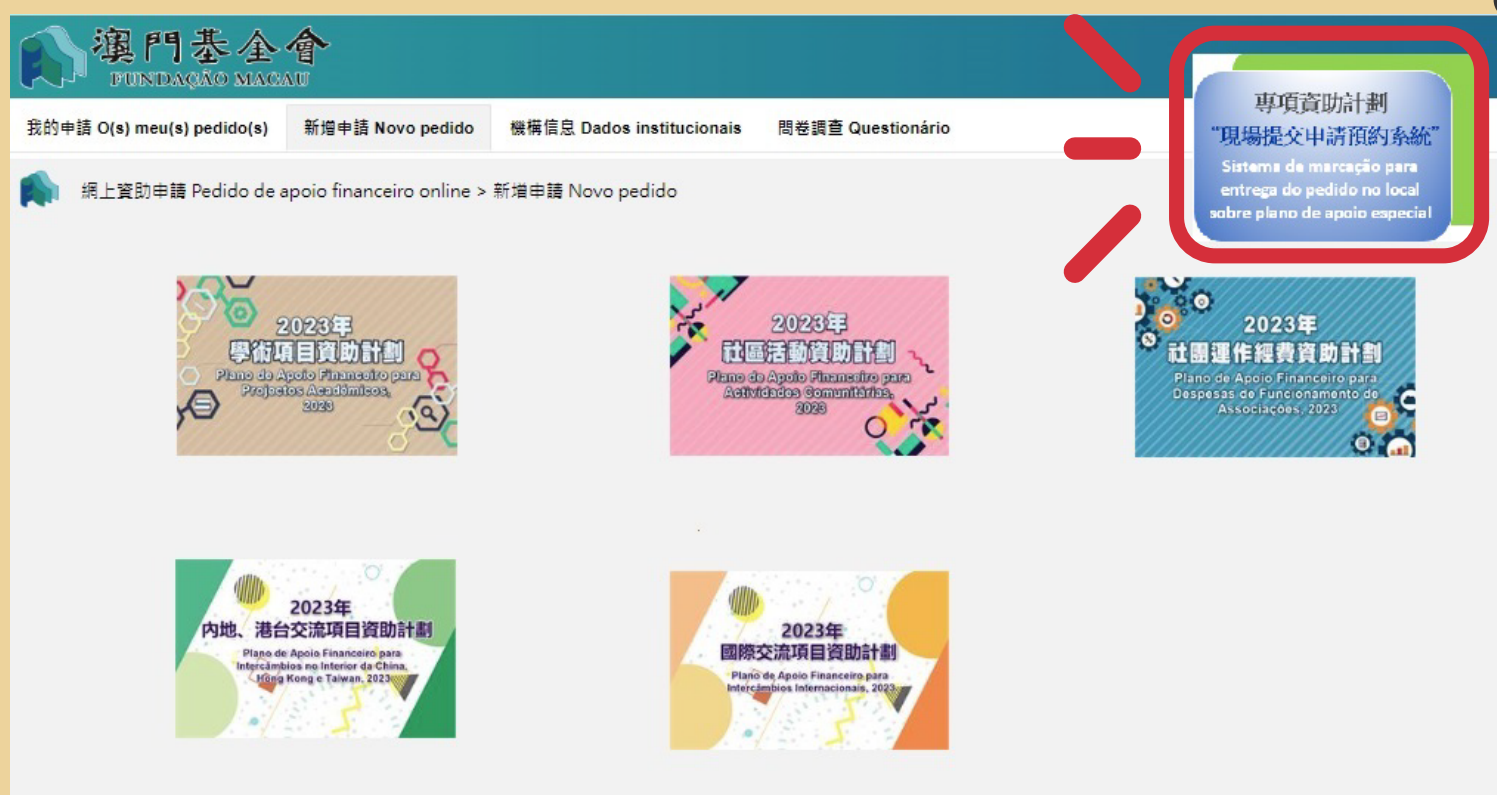 澳門基金會
FUNDAÇÃO MACAU
專項資助計劃
“現場提交申請預約系統”
Sistema de marcação para
entrega do pedido no local
sobre plano de apoio especial
我的申請 O(s) meu(s) pedido(s) 新增申請 Novo pedido 機構信息 Dados institucionais 問卷調查 Questionário
網上資助申請 Pedido de apoio financeiro online > 新增申請 Novo pedido
2023年
學術項目資助計劃
Plano de Apoio Financeiro para
Projetos Académicos,
2023
2023年
社區活動資助計劃
Plano de Apoio Financeiro para
Actividades Comunitárias,
2023
2023年
社團運作經費資助計劃
Plano de Apoio Financeiro para
Despesas de Funcionamento de
Associações, 2023
2023年
內地、港台交流項目資助計劃
Plano de Apoio Financeiro para
Intercâmbios no Interior da China,
Hong Kong e Taiwan, 2023
2023年
國際交流項目資助計劃
Plano de Apoio Financeiro para
Intercâmbios Internacionais, 2023